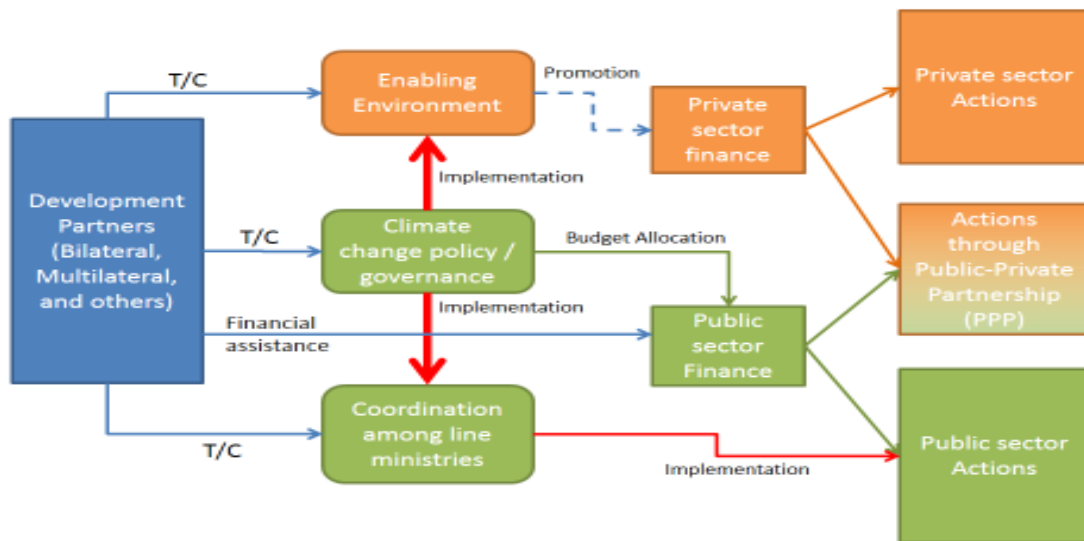 T/C
Enabling
Environment
Promotion
Private
sector
finance
Private sector
Actions
Implementation
Development
Partners
(Bilateral,
Multilateral,
and others)
T/C
Climate
change policy /
governance
Budget Allocation
Actions
through
Public-Private
Partnership
(PPP)
Implementation
Financial
assistance
Public
sector
Finance
Coordination
among line
ministries
T/C
Implementation
Public sector
Actions